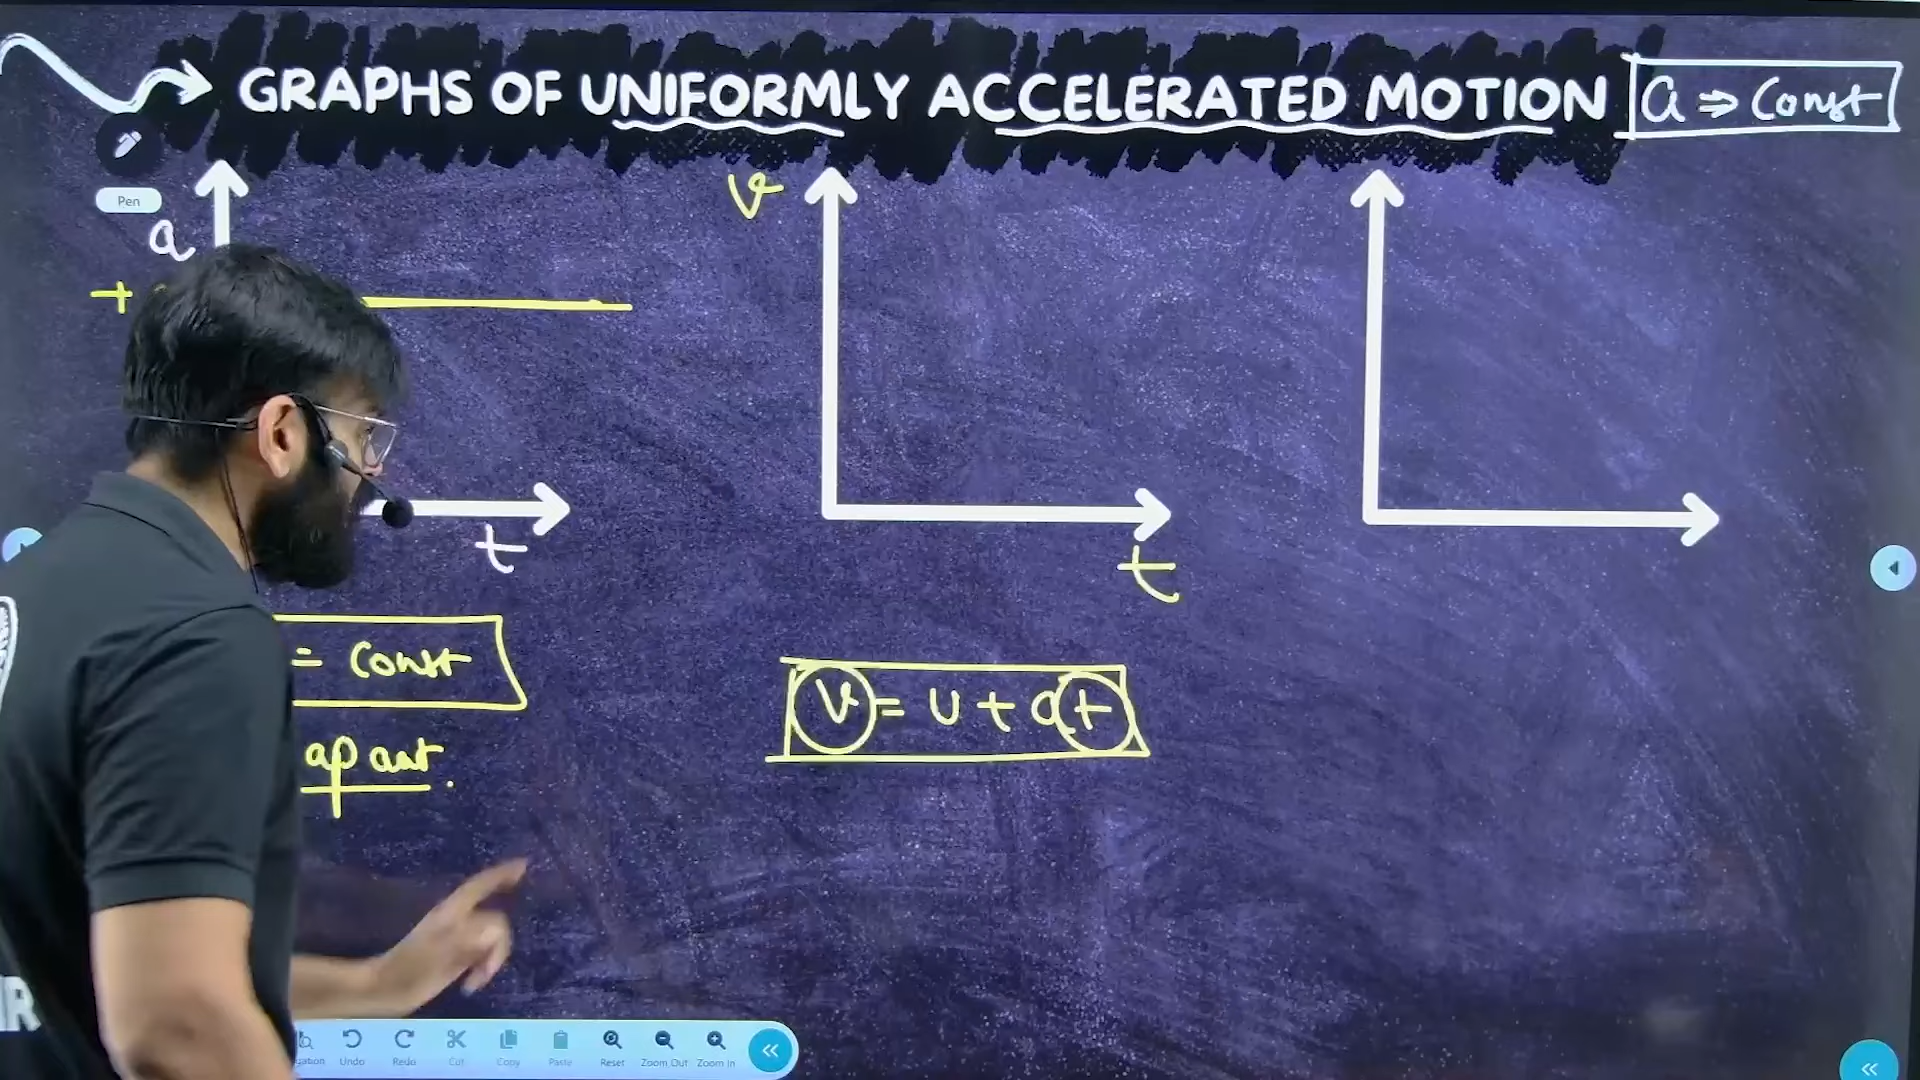 GRAPHS OF UNIFORMLY ACCELERATED MOTION a ⇒ Const
Pen
a
+
t
v
t
= Const
ap ant.
v = u + at
Undo Redo Cut Copy Paste Reset Zoom Out Zoom In